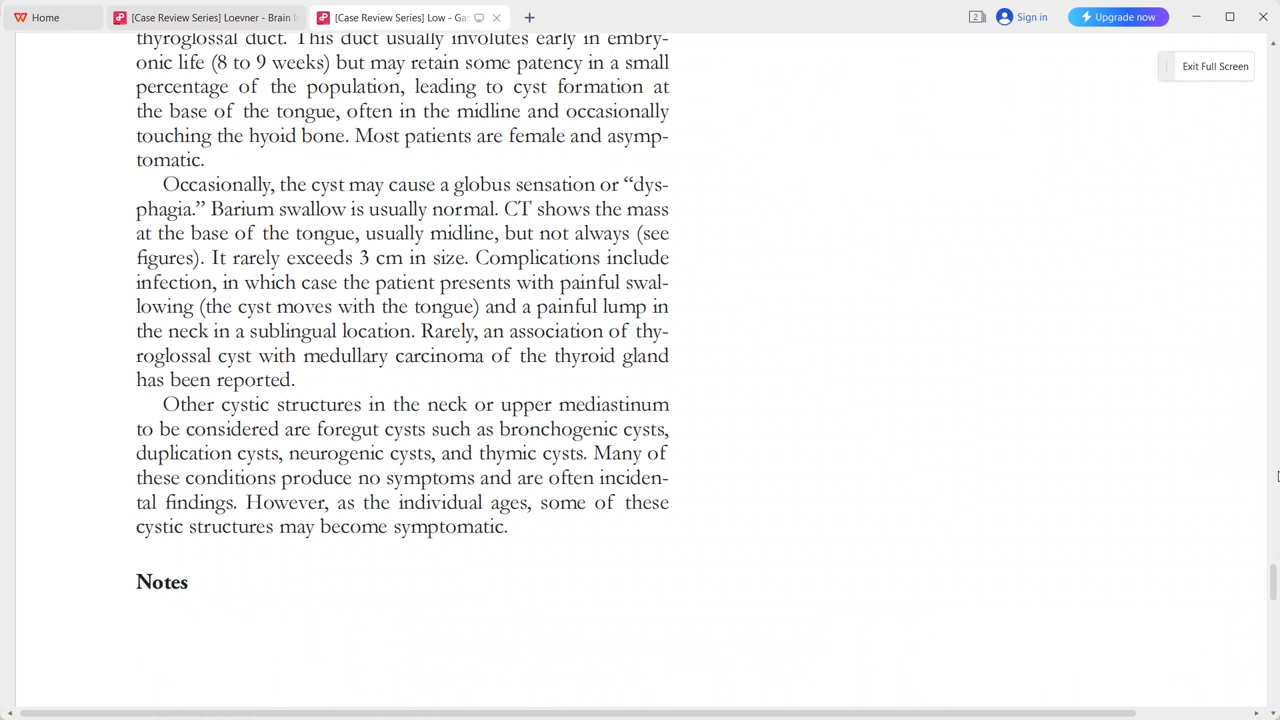 Home
[Case Review Series] Loevner - Brain I
[Case Review Series] Low - Gas
2
Sign in
Upgrade now
Exit Full Screen
thyroglossal duct. This duct usually involutes early in embry-
onic life (8 to 9 weeks) but may retain some patency in a small
percentage of the population, leading to cyst formation at
the base of the tongue, often in the midline and occasionally
touching the hyoid bone. Most patients are female and asymp-
tomatic.
Occasionally, the cyst may cause a globus sensation or “dys-
phagia.” Barium swallow is usually normal. CT shows the mass
at the base of the tongue, usually midline, but not always (see
figures). It rarely exceeds 3 cm in size. Complications include
infection, in which case the patient presents with painful swal-
lowing (the cyst moves with the tongue) and a painful lump in
the neck in a sublingual location. Rarely, an association of thy-
roglossal cyst with medullary carcinoma of the thyroid gland
has been reported.
Other cystic structures in the neck or upper mediastinum
to be considered are foregut cysts such as bronchogenic cysts,
duplication cysts, neurogenic cysts, and thymic cysts. Many of
these conditions produce no symptoms and are often inciden-
tal findings. However, as the individual ages, some of these
cystic structures may become symptomatic.
Notes